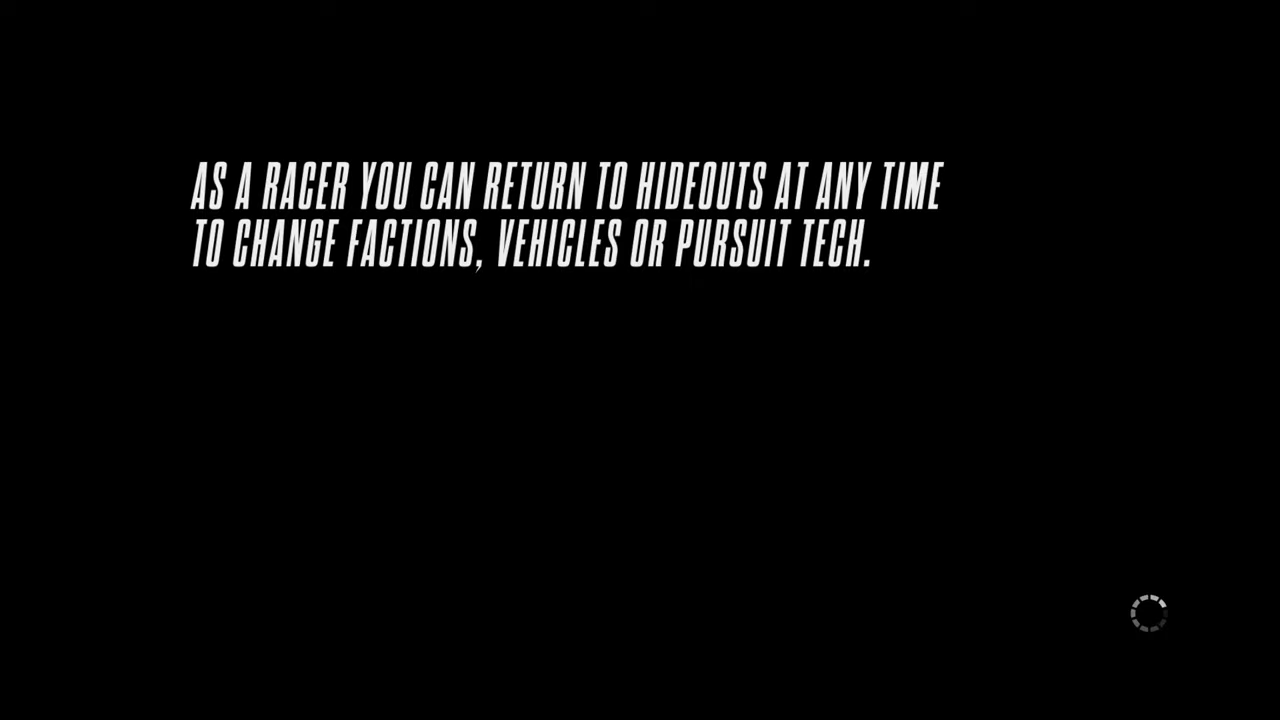 AS A RACER YOU CAN RETURN TO HIDEOUTS AT ANY TIME
TO CHANGE FACTIONS, VEHICLES OR PURSUIT TECH.